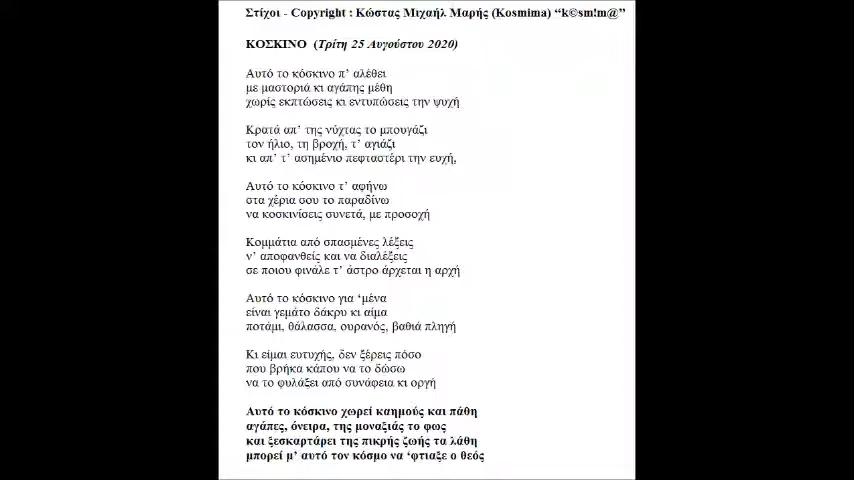 Στίχοι - Copyright : Κώστας Μιχαήλ Μαρής (Kosmima) “k©sm!m@”
ΚΟΣΚΙΝΟ (Τρίτη 25 Αυγούστου 2020)
Αυτό το κόσκινο π’ αλέθει
με μαστοριά κι αγάπης μέθη
χωρίς εκπτώσεις κι εντυπώσεις την ψυχή
Κρατά απ’ της νύχτας το μπουγάζι
τον ήλιο, τη βροχή, τ’ αγιάζι
κι απ’ τ’ ασημένιο πεφταστέρι την ευχή,
Αυτό το κόσκινο τ’ αφήνω
στα χέρια σου το παραδίνω
να κοσκινίσεις συνετά, με προσοχή
Κομμάτια από σπασμένες λέξεις
ν’ αποφανθείς και να διαλέξεις
σε ποιου φινάλε τ’ άστρο άρχεται η αρχή
Αυτό το κόσκινο για ‘μένα
είναι γεμάτο δάκρυ κι αίμα
ποτάμι, θάλασσα, ουρανός, βαθιά πληγή
Κι είμαι ευτυχής, δεν ξέρεις πόσο
που βρήκα κάπου να το δώσω
να το φυλάξει από συνάφεια κι οργή
Αυτό το κόσκινο χωρεί καημούς και πάθη
αγάπες, όνειρα, της μοναξιάς το φως
και ξεσκαρτάρει της πικρής ζωής τα λάθη
μπορεί μ’ αυτό τον κόσμο να ‘φτιαξε ο θεός